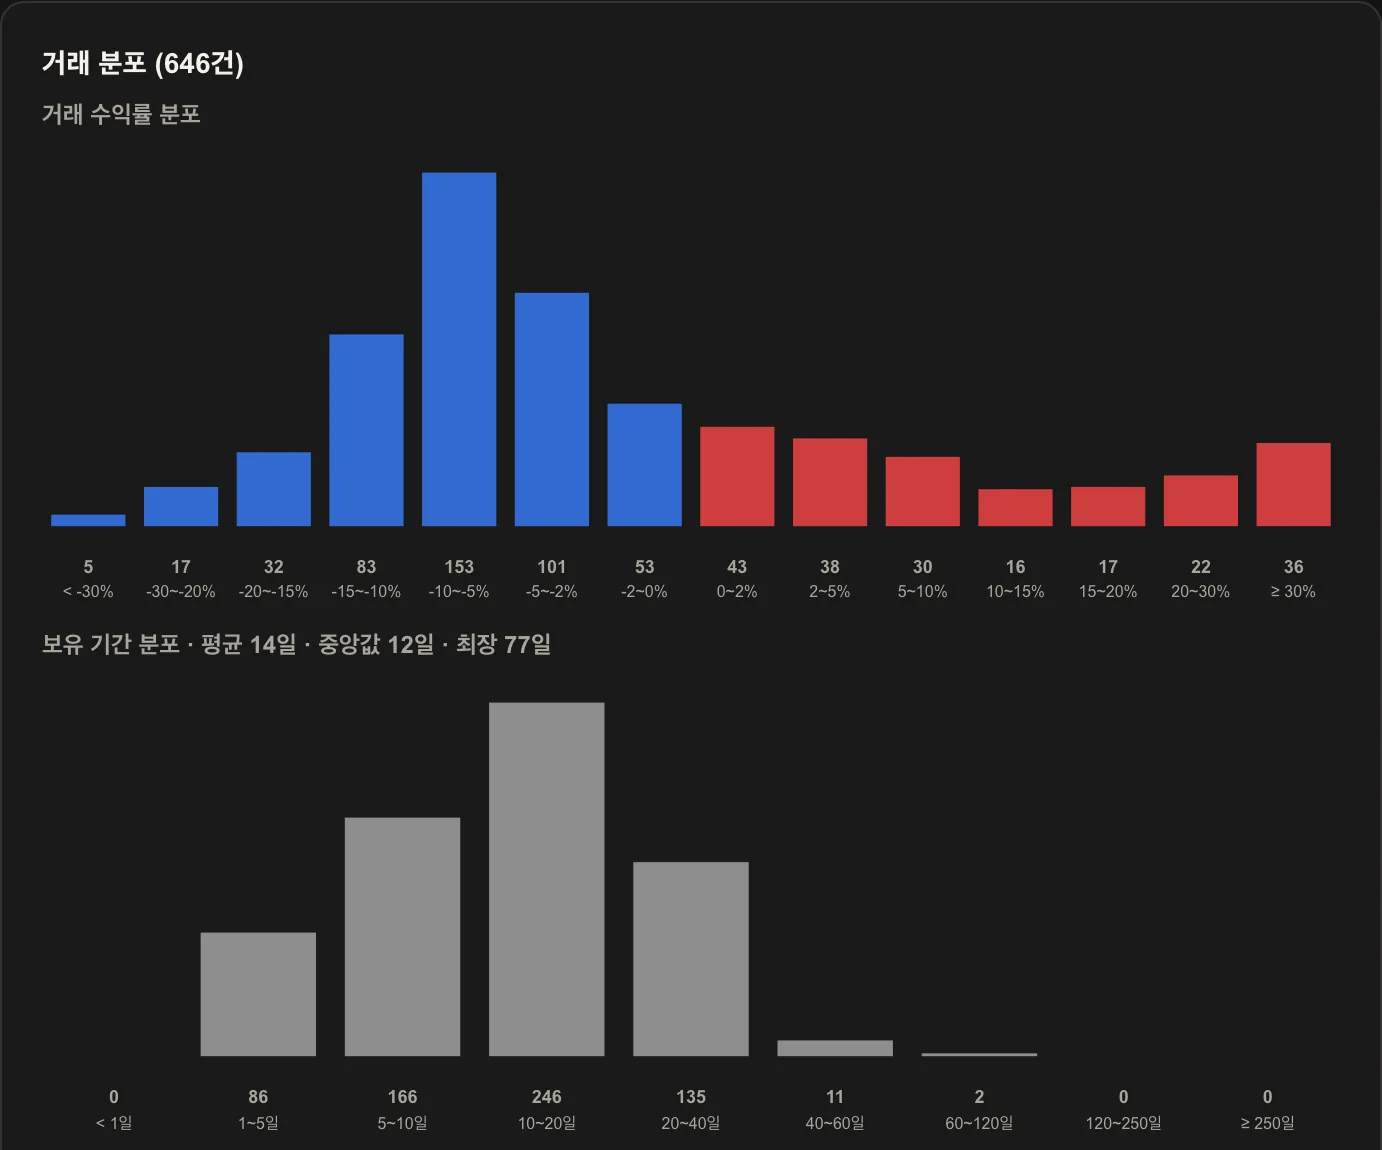 거래 분포 (646건)
거래 수익률 분포
5 17 32 83 153 101 53 43 38 30 16 17 22 36
< -30% -30~-20% -20~-15% -15~-10% -10~-5% -5~-2% -2~0% 0~2% 2~5% 5~10% 10~15% 15~20% 20~30% ≥ 30%
보유 기간 분포 · 평균 14일 · 중앙값 12일 · 최장 77일
0 86 166 246 135 11 2 0 0
< 1일 1~5일 5~10일 10~20일 20~40일 40~60일 60~120일 120~250일 ≥ 250일